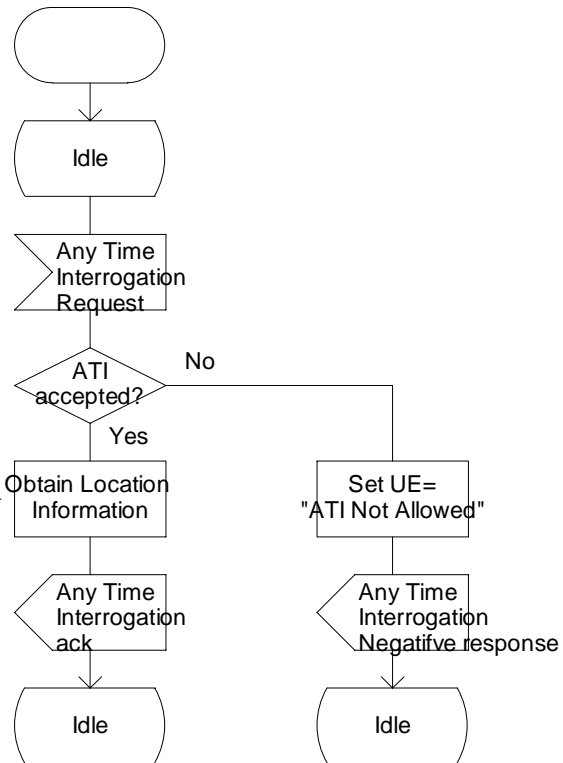 Idle
Any Time
Interrogation
Request
ATI
accepted?
No
Yes
Obtain Location
Information
Set UE=
"ATI Not Allowed"
Any Time
Interrogation
ack
Any Time
Interrogation
Negatifve response
Idle
Idle